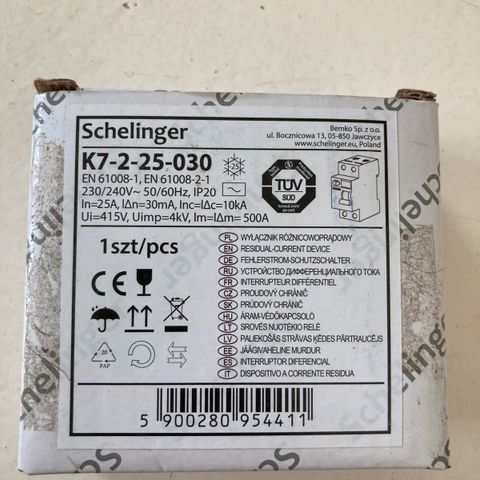 Schelinger
Bemko Sp. z o.o.
ul. Bocznicowa 13, 05-850 Jawczyce
www.schelinger.eu, Poland
K7-2-25-030
EN 61008-1, EN 61008-2-1
230/240V~ 50/60Hz, IP20
In=25A, IΔn=30mA, Inc=IΔc=10kA
Ui=415V, Uimp=4kV, Im=IΔm= 500A
-25
TÜV
SÜD
1szt/pcs
CE
20
PAP
PL WYŁĄCZNIK RÓŻNICOWOPRĄDOWY
EN RESIDUAL-CURRENT DEVICE
DE FEHLERSTROM-SCHUTZSCHALTER
RU УСТРОЙСТВО ДИФФЕРЕНЦИАЛЬНОГО ТОКА
FR INTERRUPTEUR DIFFÉRENTIEL
CZ PROUDOVÝ CHRÁNIČ
SK PRÚDOVÝ CHRÁNIČ
HU ÁRAM-VÉDŐKAPCSOLÓ
LT SROVĖS NUOTĖKIO RELĖ
LV PALIEKOŠĀS STRĀVAS ĶĒDES PĀRTRAUCĒJS
EE JÄÄGIVAHELINE MURDUR
ES INTERRUPTOR DIFERENCIAL
IT DISPOSITIVO A CORRENTE RESIDUA
5 900280 954411